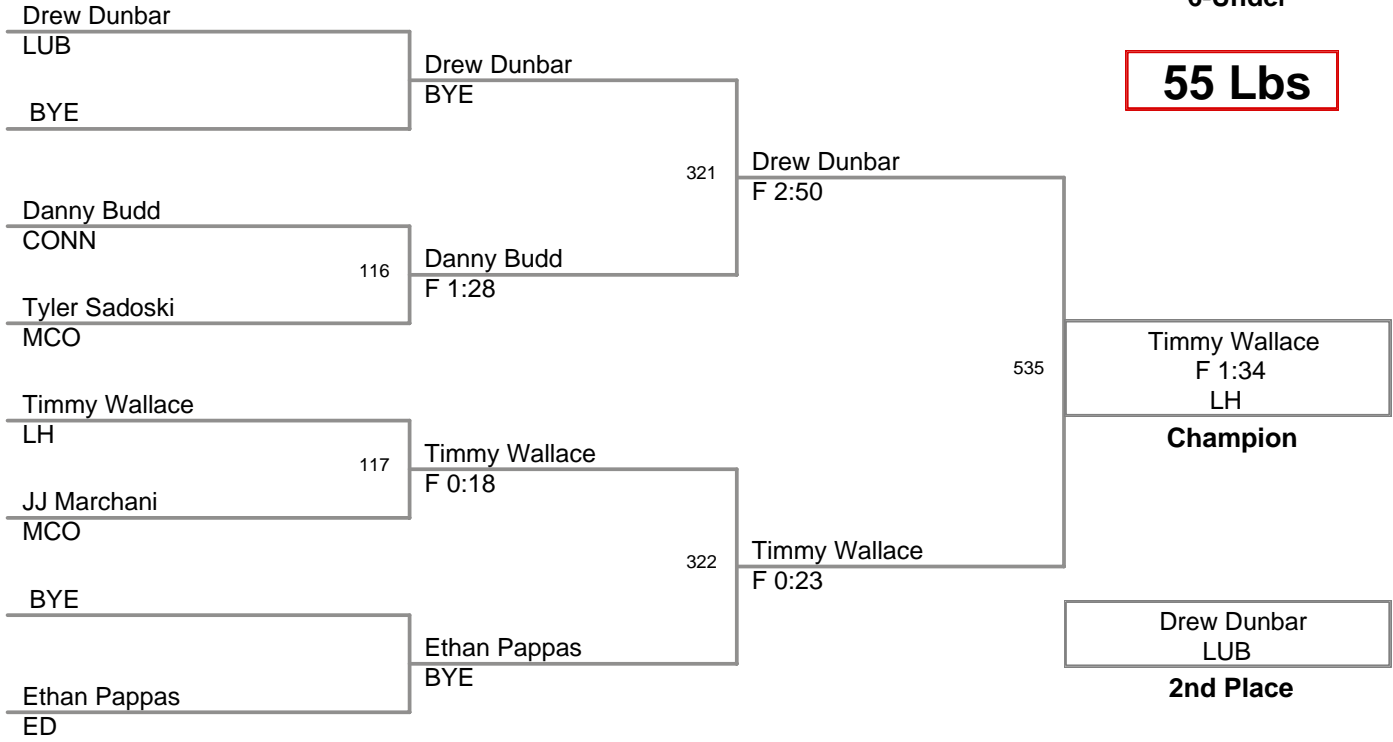 6-Under
55 Lbs
Drew Dunbar
LUB
BYE
Danny Budd
CONN
Tyler Sadoski
MCO
Timmy Wallace
LH
JJ Marchani
MCO
BYE
Ethan Pappas
ED
Drew Dunbar
BYE
116
Danny Budd
F 1:28
117
Timmy Wallace
F 0:18
Ethan Pappas
BYE
321
Drew Dunbar
F 2:50
322
Timmy Wallace
F 0:23
535
Timmy Wallace
F 1:34
LH
Champion
Drew Dunbar
LUB
2nd Place